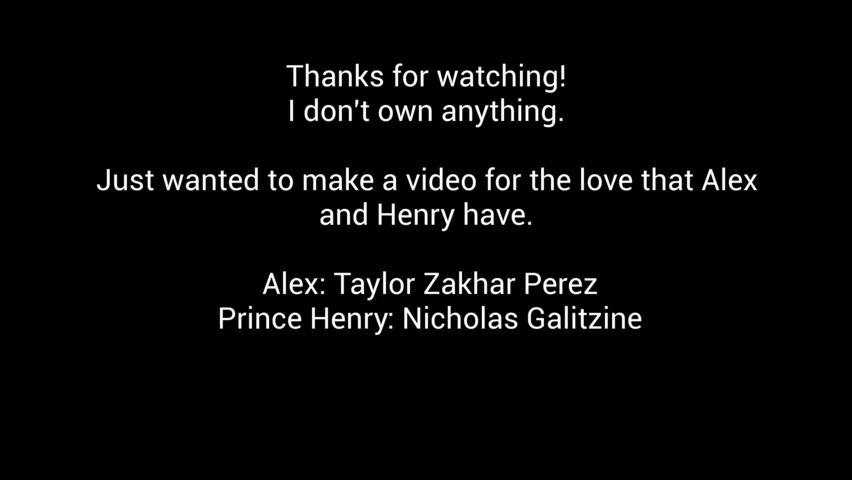 Thanks for watching!
I don't own anything.
Just wanted to make a video for the love that Alex
and Henry have.
Alex: Taylor Zakhar Perez
Prince Henry: Nicholas Galitzine